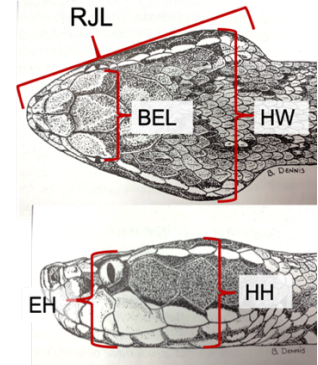 RJL
BEL
HW
B. DENNIS
EH
HH
B. DENNIS